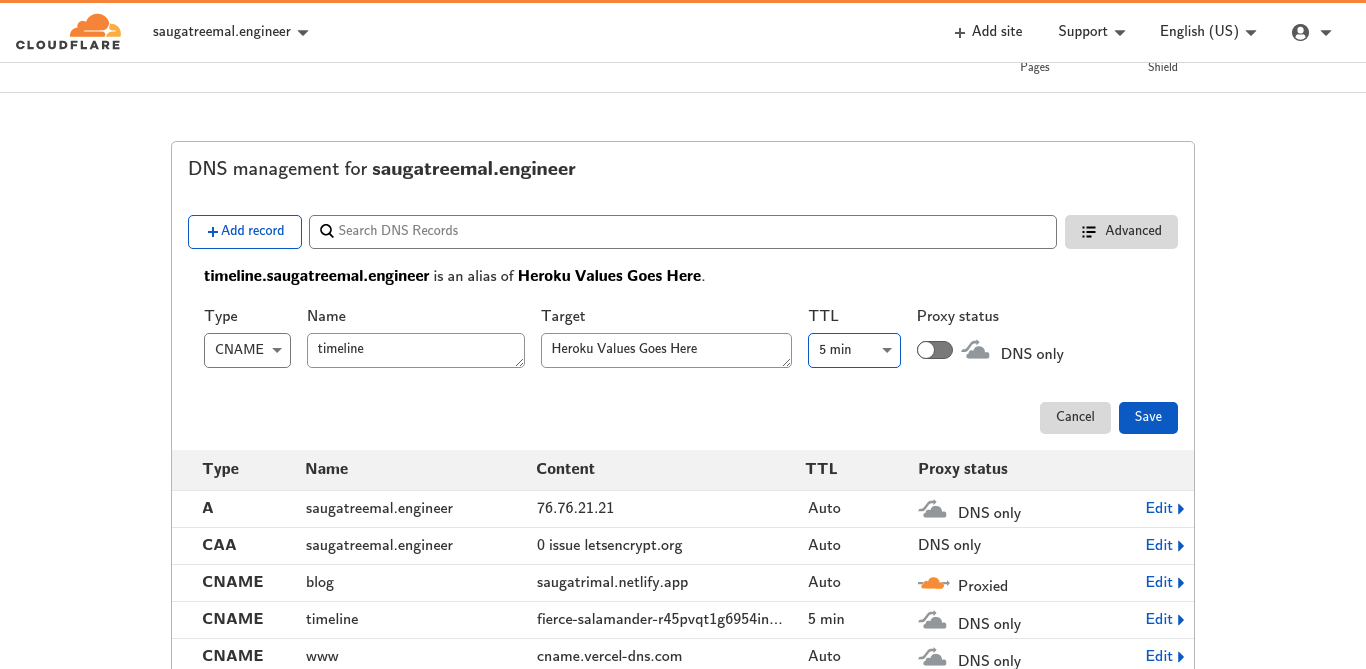 CLOUDFLARE
saugatreemal.engineer
Add site
Support
English (US)
Pages
Shield
DNS management for saugatreemal.engineer
+ Add record
Search DNS Records
Advanced
timeline.saugatreemal.engineer is an alias of Heroku Values Goes Here.
Type Name Target TTL Proxy status
CNAME timeline Heroku Values Goes Here 5 min DNS only
Cancel Save
Type Name Content TTL Proxy status
A saugatreemal.engineer 76.76.21.21 Auto DNS only Edit
CAA saugatreemal.engineer 0 issue letsencrypt.org Auto DNS only Edit
CNAME blog saugatrimal.netlify.app Auto Proxied Edit
CNAME timeline fierce-salamander-r45pvqt1g6954in... 5 min DNS only Edit
CNAME www cname.vercel-dns.com Auto DNS only Edit